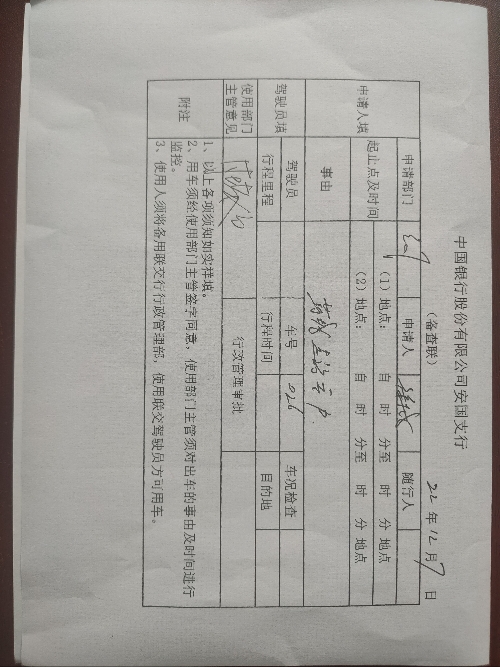 中国银行股份有限公司安国支行
（备查联）
22 年 12 月 7 日
申请人填 申请部门 申请人 随行人
起止点及时间 （1）地点： 自 时 分至 时 分 地点
（2）地点： 自 时 分至 时 分 地点
事由
驾驶员填 驾驶员 车号 026 车况检查
行程里程 行程时间 目的地
使用部门主管意见 行政管理审批
附注
1、以上各项须如实详填。
2、用车须经使用部门主管签字同意，使用部门主管须对出车的事由及时间进行
监控。
3、使用人须将备用联交行政管理部，使用联交驾驶员方可用车。